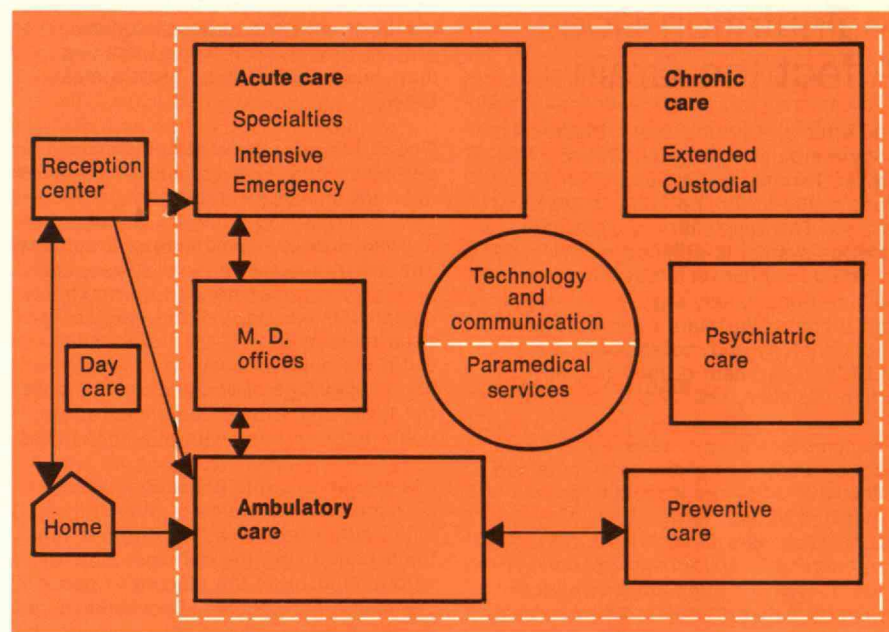 Acute care
Specialties
Intensive
Emergency
Chronic
care
Extended
Custodial
Reception
center
Technology
and
communication
Paramedical
services
M. D.
offices
Psychiatric
care
Day
care
Home
Ambulatory
care
Preventive
care